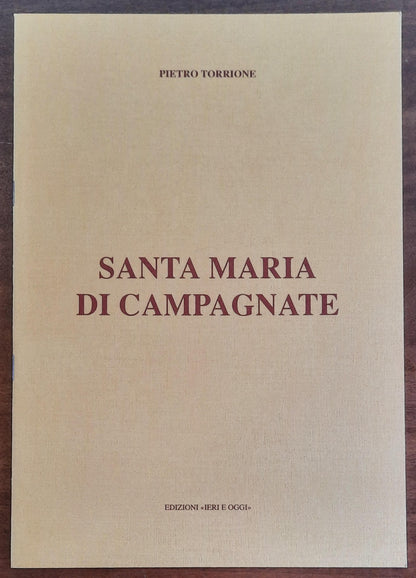 PIETRO TORRIONE
SANTA MARIA
DI CAMPAGNATE
EDIZIONI «IERI E OGGI»